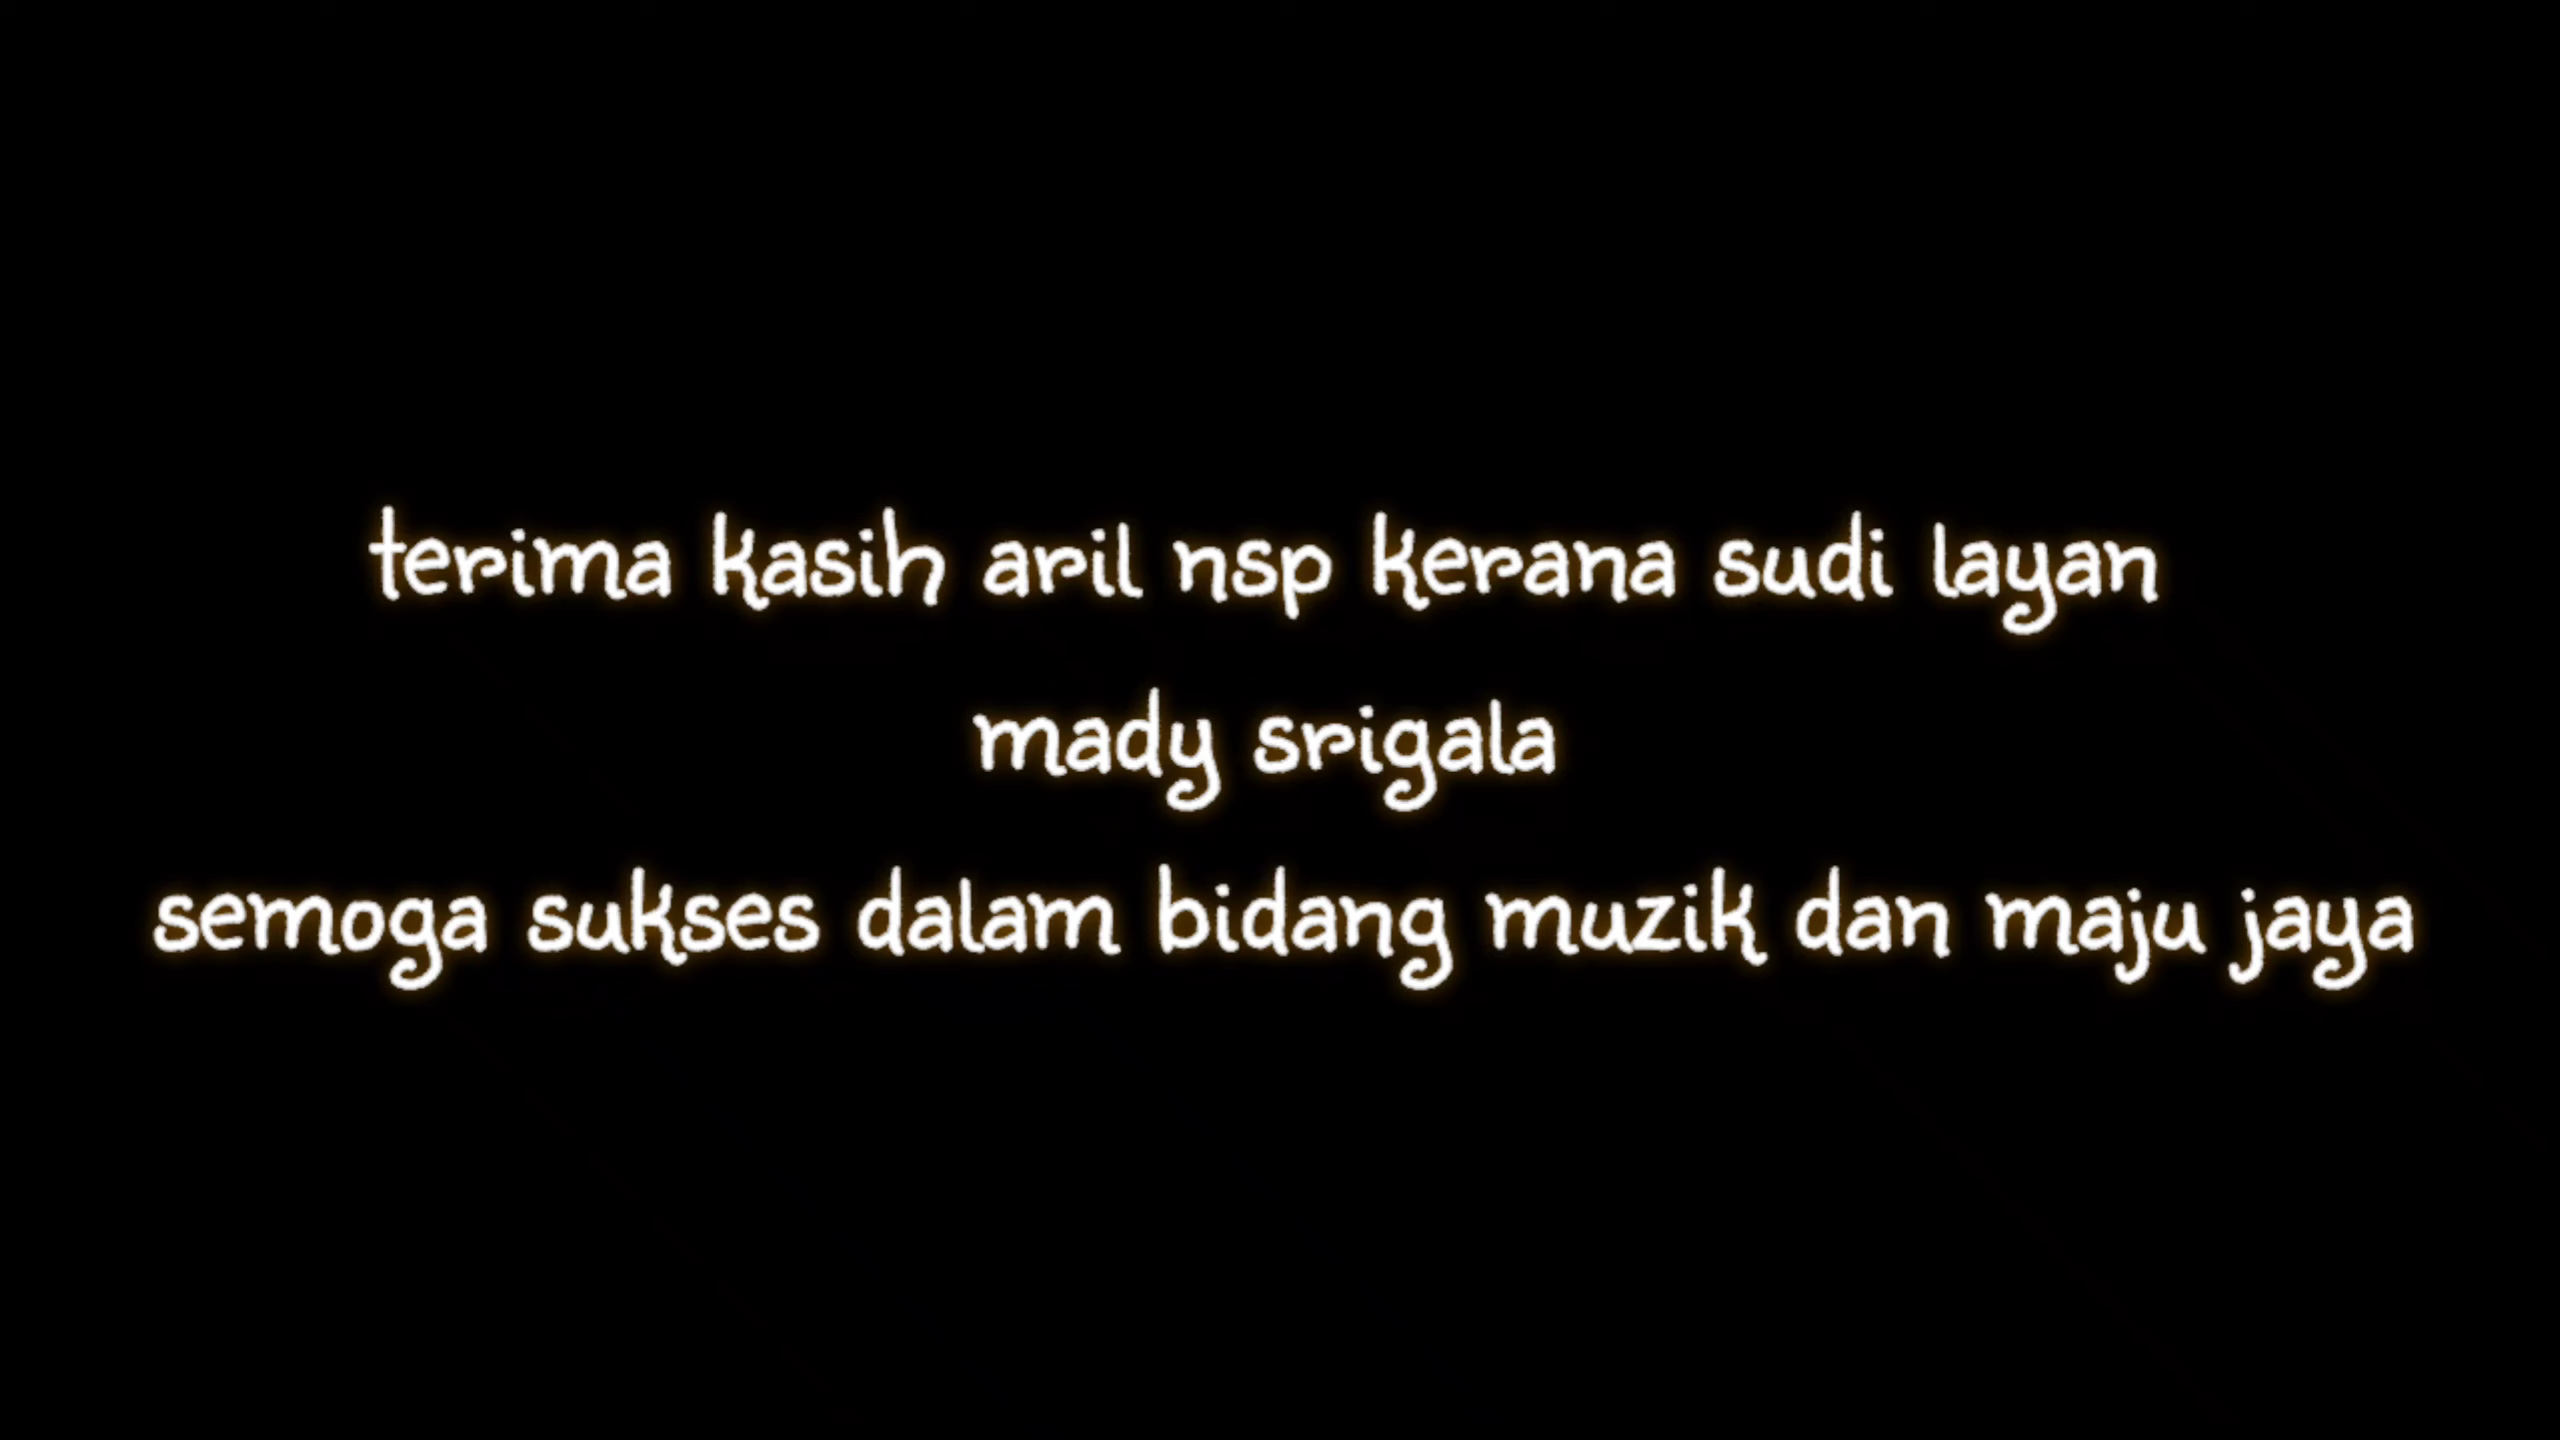 terima kasih aril nsp kerana sudi layan
mady srigala
semoga sukses dalam bidang muzik dan maju jaya